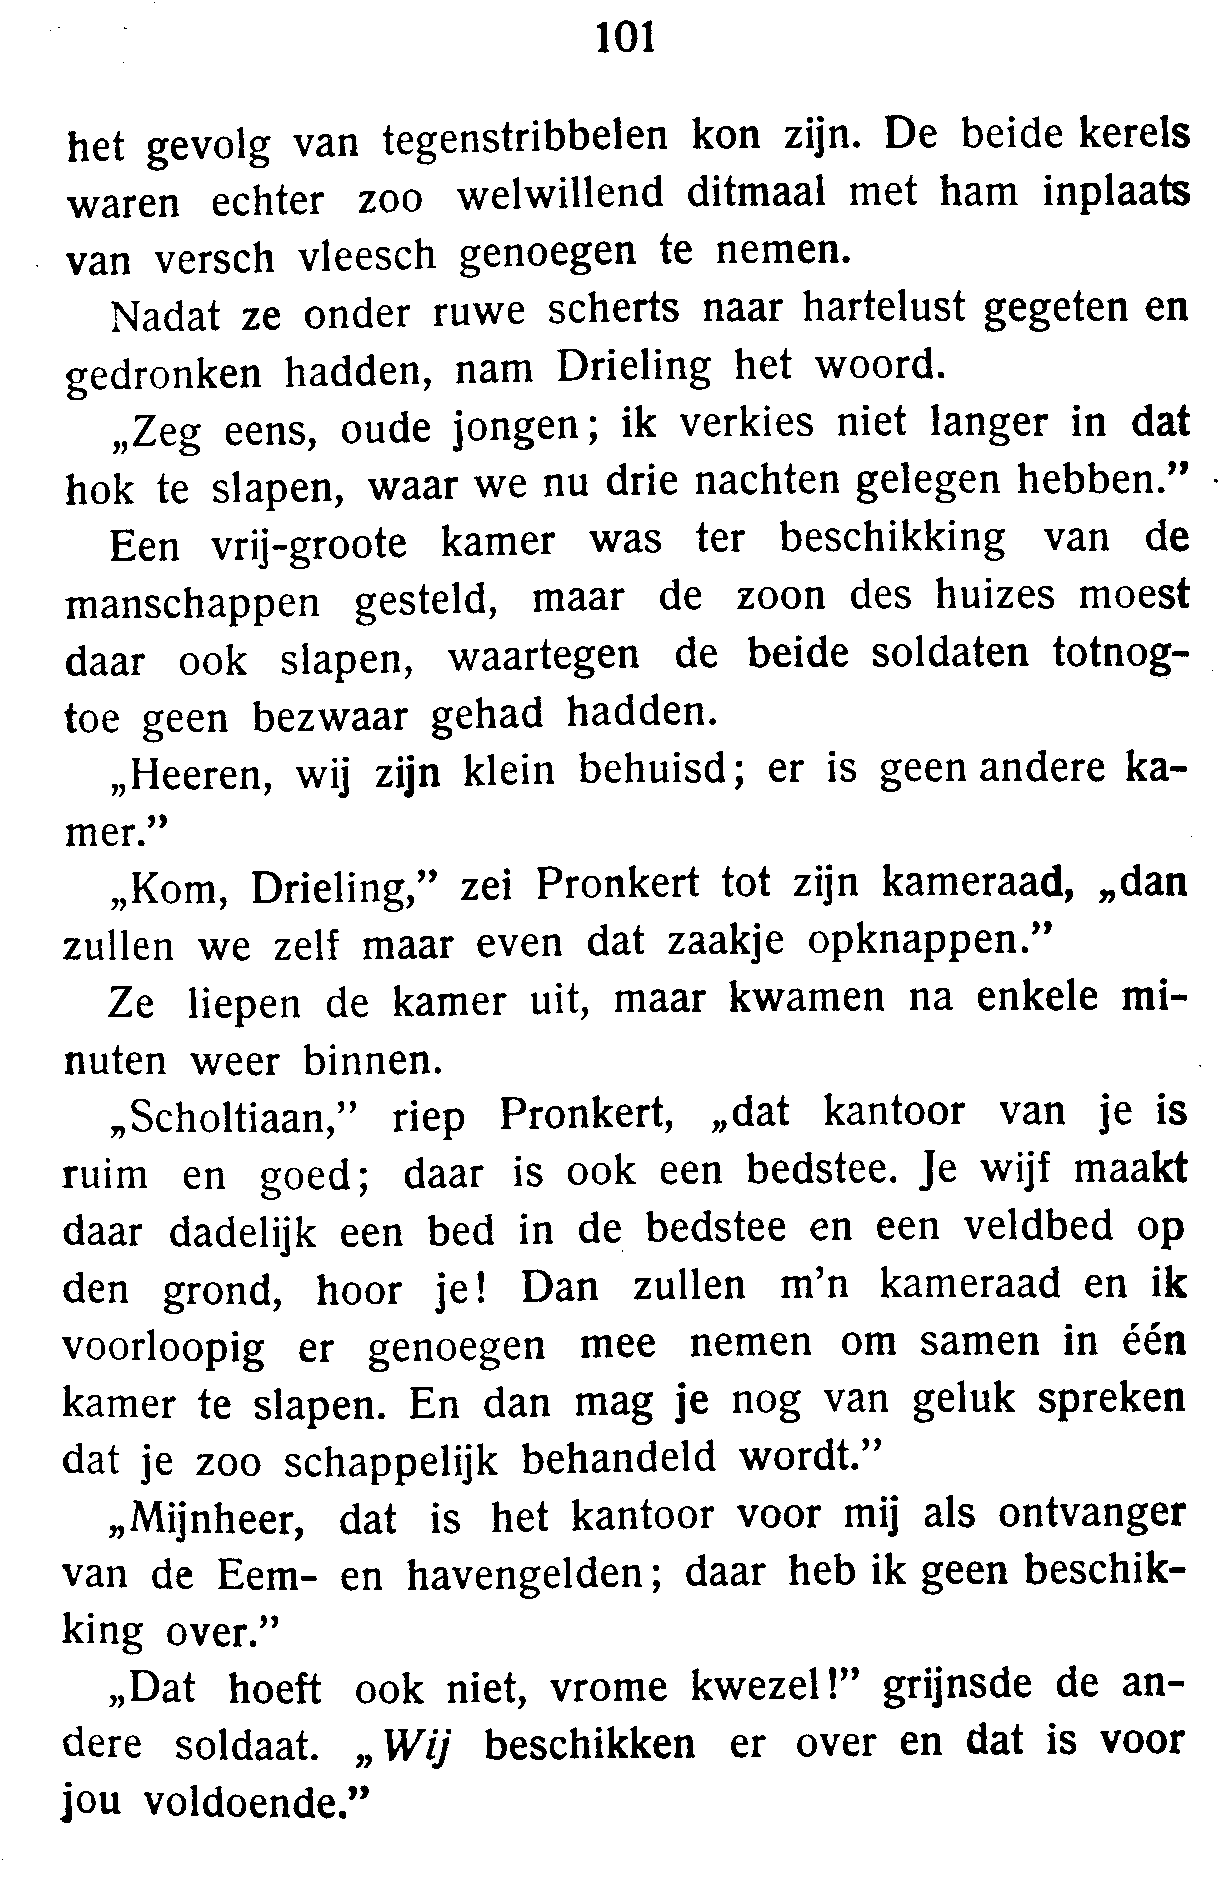 101
het gevolg van tegenstribbelen kon zijn. De beide kerels
waren echter zoo welwillend ditmaal met ham inplaats
van versch vleesch genoegen te nemen.
Nadat ze onder ruwe scherts naar hartelust gegeten en
gedronken hadden, nam Drieling het woord.
„Zeg eens, oude jongen; ik verkies niet langer in dat
hok te slapen, waar we nu drie nachten gelegen hebben.”
Een vrij-groote kamer was ter beschikking van de
manschappen gesteld, maar de zoon des huizes moest
daar ook slapen, waartegen de beide soldaten totnog-
toe geen bezwaar gehad hadden.
„Heeren, wij zijn klein behuisd; er is geen andere ka-
mer.”
„Kom, Drieling,” zei Pronkert tot zijn kameraad, „dan
zullen we zelf maar even dat zaakje opknappen.”
Ze liepen de kamer uit, maar kwamen na enkele mi-
nuten weer binnen.
„Scholtiaan,” riep Pronkert, „dat kantoor van je is
ruim en goed; daar is ook een bedstee. Je wijf maakt
daar dadelijk een bed in de bedstee en een veldbed op
den grond, hoor je! Dan zullen m’n kameraad en ik
voorloopig er genoegen mee nemen om samen in één
kamer te slapen. En dan mag je nog van geluk spreken
dat je zoo schappelijk behandeld wordt.”
„Mijnheer, dat is het kantoor voor mij als ontvanger
van de Eem- en havengelden; daar heb ik geen beschik-
king over.”
„Dat hoeft ook niet, vrome kwezel!” grijnsde de an-
dere soldaat. „Wij beschikken er over en dat is voor
jou voldoende.”